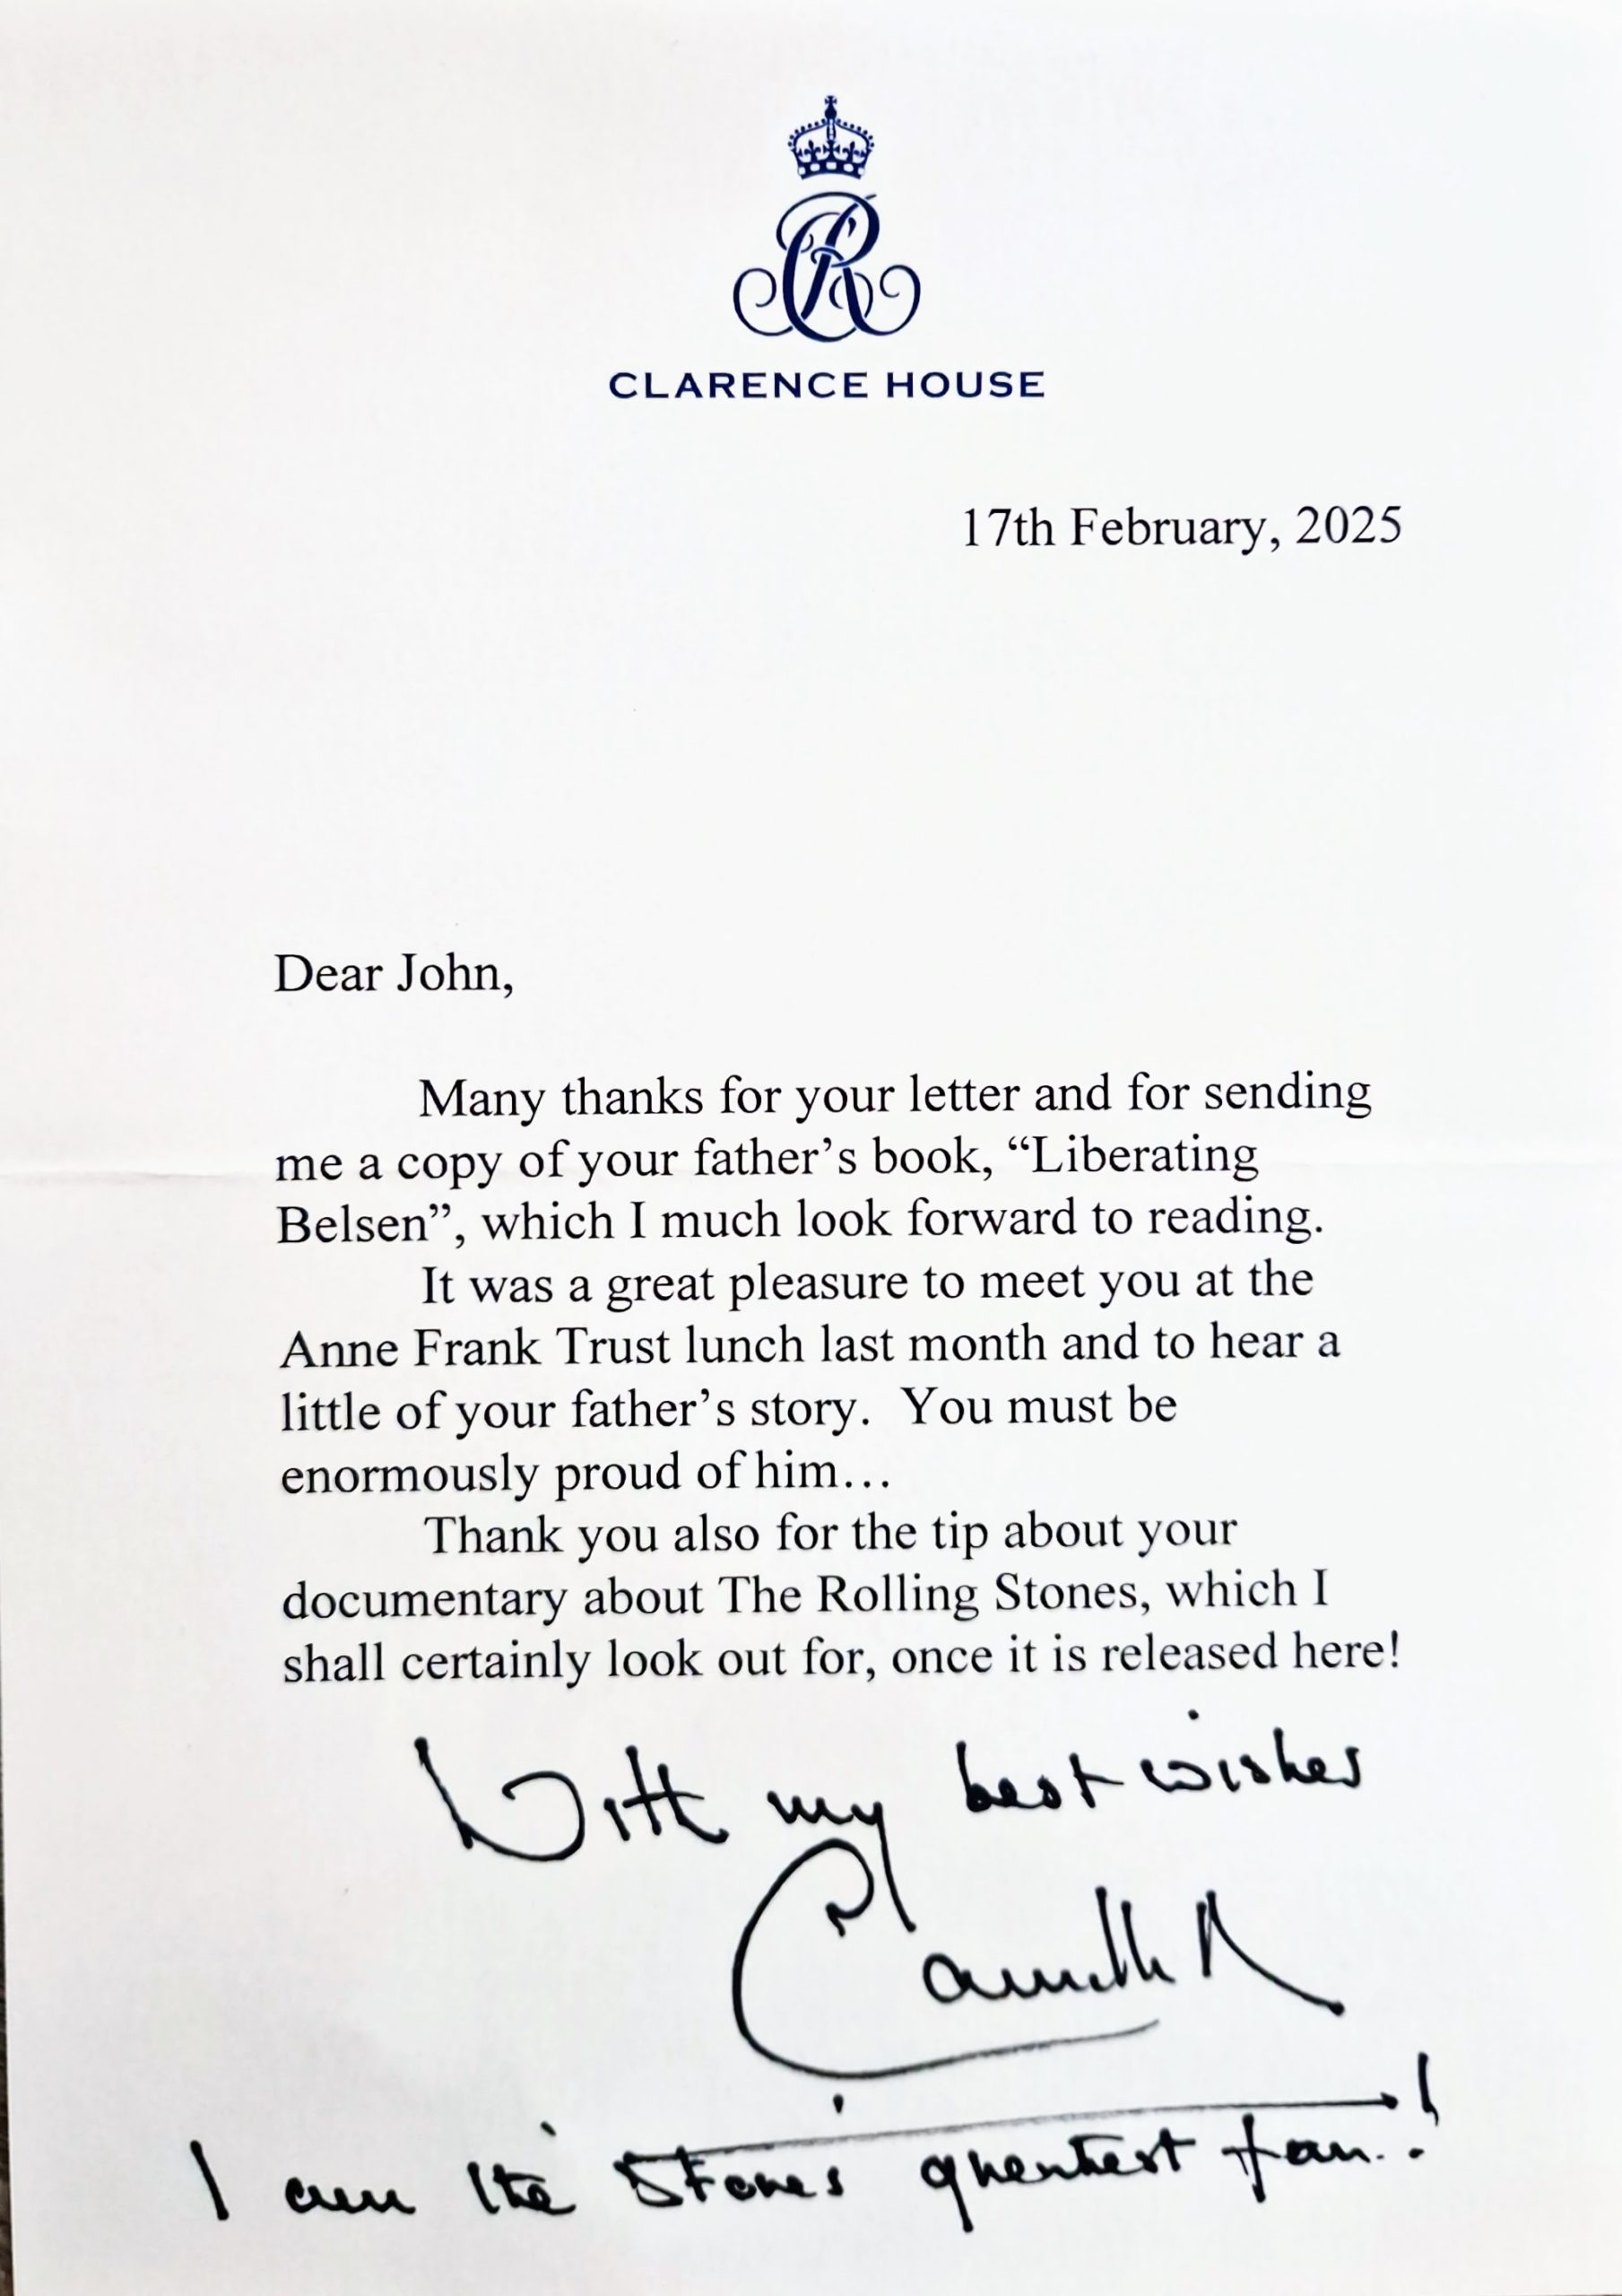 CR
CLARENCE HOUSE
17th February, 2025
Dear John,
Many thanks for your letter and for sending
me a copy of your father’s book, “Liberating
Belsen”, which I much look forward to reading.
It was a great pleasure to meet you at the
Anne Frank Trust lunch last month and to hear a
little of your father’s story.  You must be
enormously proud of him…
Thank you also for the tip about your
documentary about The Rolling Stones, which I
shall certainly look out for, once it is released here!
With my best wishes
Camilla R
I am the Stones greatest fan..!